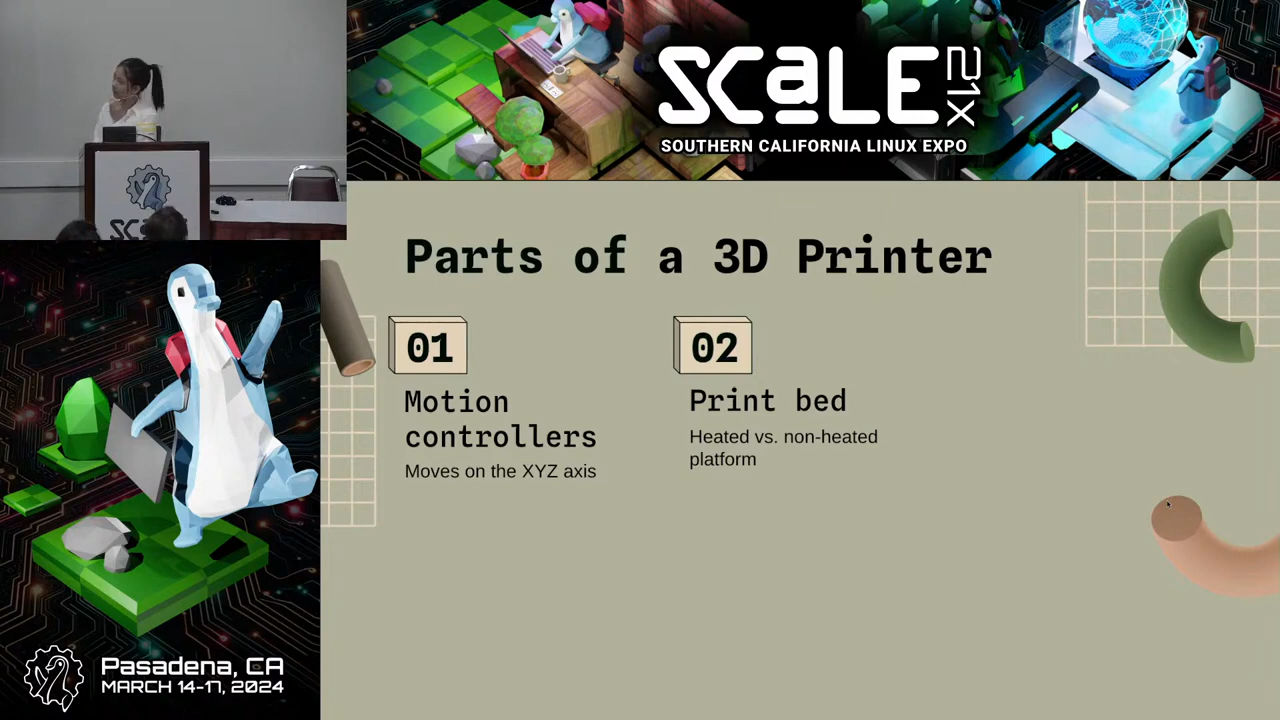 SCaLE 21X
SOUTHERN CALIFORNIA LINUX EXPO
SCaLE
Parts of a 3D Printer
01
Motion
controllers
Moves on the XYZ axis
02
Print bed
Heated vs. non-heated
platform
Pasadena, CA
MARCH 14-17, 2024